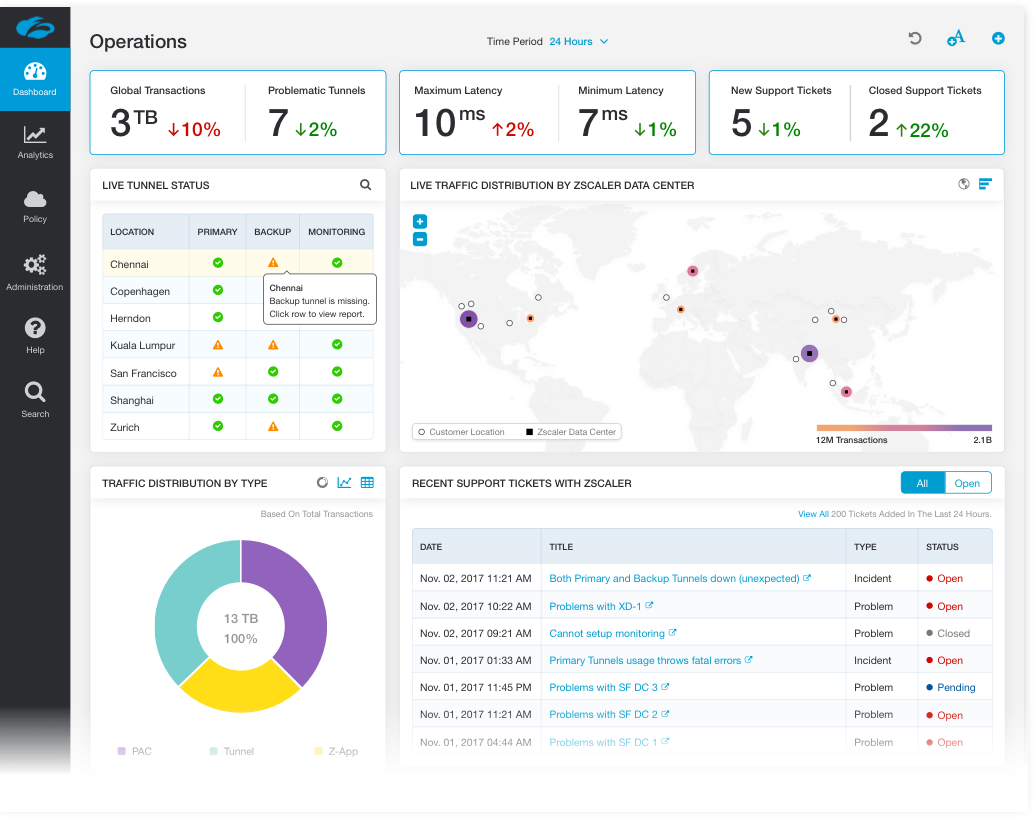 Operations
Time Period 24 Hours
Dashboard
Analytics
Policy
Administration
Help
Search
Global Transactions
3 TB ↓10%
Problematic Tunnels
7 ↓2%
Maximum Latency
10 ms ↑2%
Minimum Latency
7 ms ↓1%
New Support Tickets
5 ↓1%
Closed Support Tickets
2 ↑22%
LIVE TUNNEL STATUS
LOCATION PRIMARY BACKUP MONITORING
Chennai
Copenhagen
Herndon
Kuala Lumpur
San Francisco
Shanghai
Zurich
Chennai
Backup tunnel is missing.
Click row to view report.
LIVE TRAFFIC DISTRIBUTION BY ZSCALER DATA CENTER
Customer Location Zscaler Data Center
12M Transactions 2.1B
TRAFFIC DISTRIBUTION BY TYPE
Based On Total Transactions
13 TB
100%
PAC Tunnel Z-App
RECENT SUPPORT TICKETS WITH ZSCALER
All Open
View All 200 Tickets Added In The Last 24 Hours.
DATE TITLE TYPE STATUS
Nov. 02, 2017 11:21 AM Both Primary and Backup Tunnels down (unexpected) Incident Open
Nov. 02, 2017 10:22 AM Problems with XD-1 Problem Open
Nov. 02, 2017 09:21 AM Cannot setup monitoring Problem Closed
Nov. 01, 2017 01:33 AM Primary Tunnels usage throws fatal errors Incident Open
Nov. 01, 2017 11:45 PM Problems with SF DC 3 Problem Pending
Nov. 01, 2017 11:21 AM Problems with SF DC 2 Problem Open
Nov. 01, 2017 04:44 AM Problems with SF DC 1 Problem Open